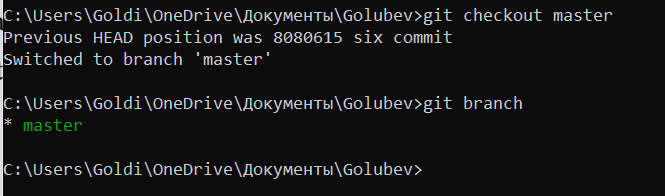 C:\Users\Goldi\OneDrive\Документы\Golubev>git checkout master
Previous HEAD position was 8080615 six commit
Switched to branch 'master'
C:\Users\Goldi\OneDrive\Документы\Golubev>git branch
* master
C:\Users\Goldi\OneDrive\Документы\Golubev>